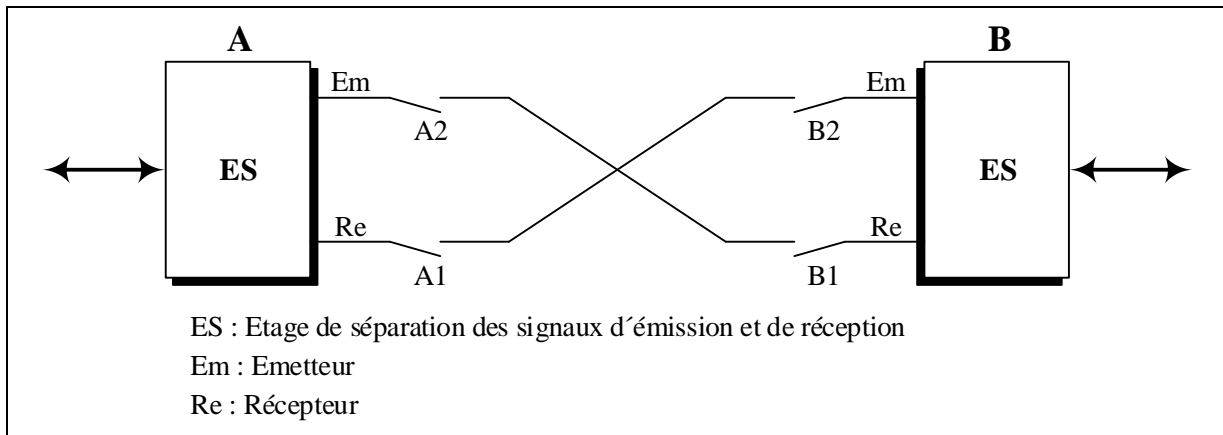 A B
Em Em
A2 B2
ES ES
Re Re
A1 B1
ES : Etage de séparation des signaux d´émission et de réception
Em : Emetteur
Re : Récepteur